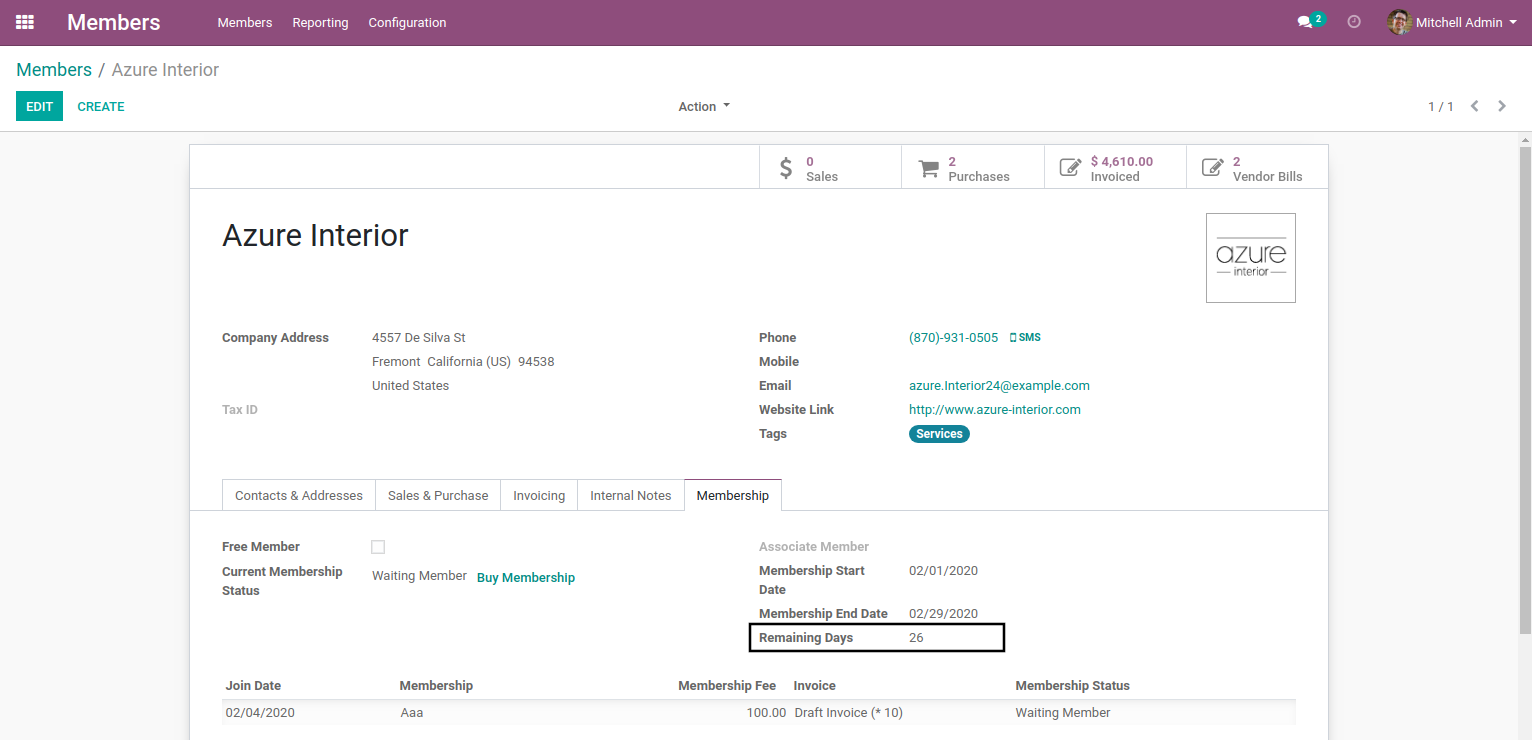 Members Members Reporting Configuration 2 Mitchell Admin
Members / Azure Interior
EDIT CREATE Action 1 / 1
0 Sales
2 Purchases
$ 4,610.00 Invoiced
2 Vendor Bills
Azure Interior
azure
interior
Company Address 4557 De Silva St
Fremont California (US) 94538
United States
Tax ID
Phone (870)-931-0505 SMS
Mobile
Email azure.Interior24@example.com
Website Link http://www.azure-interior.com
Tags Services
Contacts & Addresses Sales & Purchase Invoicing Internal Notes Membership
Free Member
Current Membership Status Waiting Member Buy Membership
Associate Member
Membership Start Date 02/01/2020
Membership End Date 02/29/2020
Remaining Days 26
Join Date Membership Membership Fee Invoice Membership Status
02/04/2020 Aaa 100.00 Draft Invoice (* 10) Waiting Member